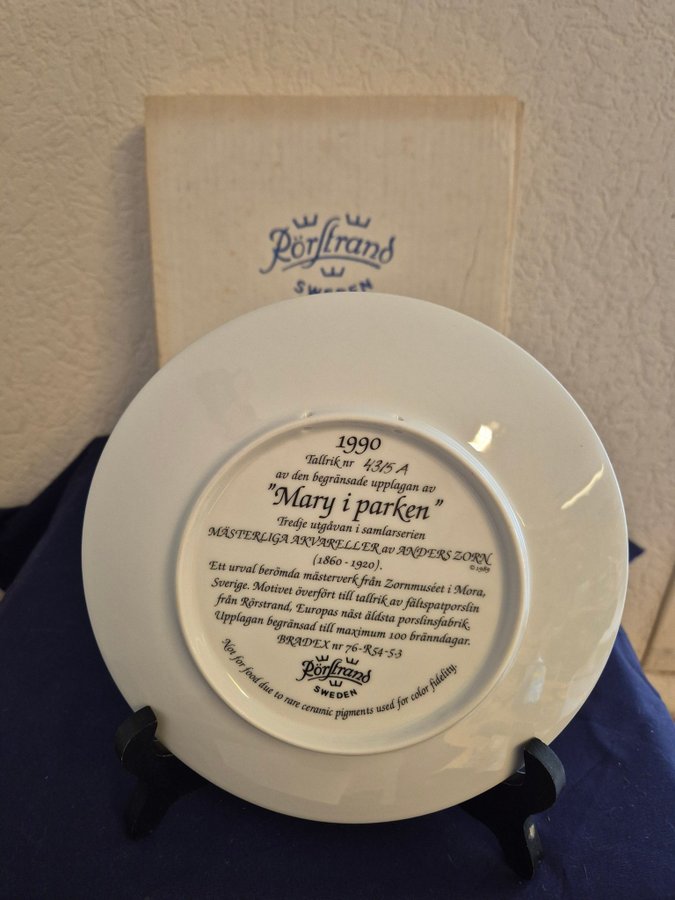 Rörstrand
SWEDEN
1990
Tallrik nr 4315 A
av den begränsade upplagan av
"Mary i parken"
Tredje utgåvan i samlarserien
MÄSTERLIGA AKVARELLER av ANDERS ZORN
(1860 - 1920).
© 1989
Ett urval berömda mästerverk från Zornmuséet i Mora,
Sverige. Motivet överfört till tallrik av fältspatporslin
från Rörstrand, Europas näst äldsta porslinsfabrik.
Upplagan begränsad till maximum 100 bränndagar.
BRADEX nr 76-R54-5·3
Rörstrand
SWEDEN
Not for food due to rare ceramic pigments used for color fidelity.